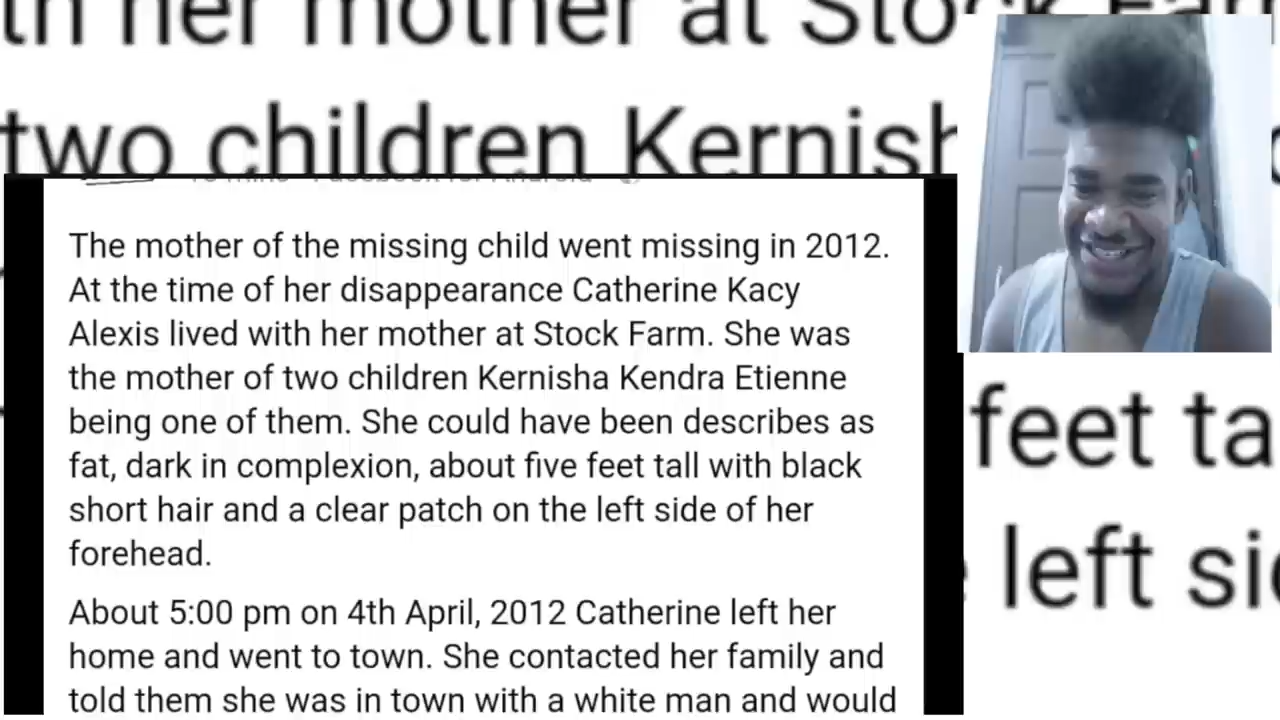 th her mother at Stock Farm
two children Kernish
The mother of the missing child went missing in 2012.
At the time of her disappearance Catherine Kacy
Alexis lived with her mother at Stock Farm. She was
the mother of two children Kernisha Kendra Etienne
being one of them. She could have been describes as
fat, dark in complexion, about five feet tall with black
short hair and a clear patch on the left side of her
forehead.
About 5:00 pm on 4th April, 2012 Catherine left her
home and went to town. She contacted her family and
told them she was in town with a white man and would
feet ta
left sid